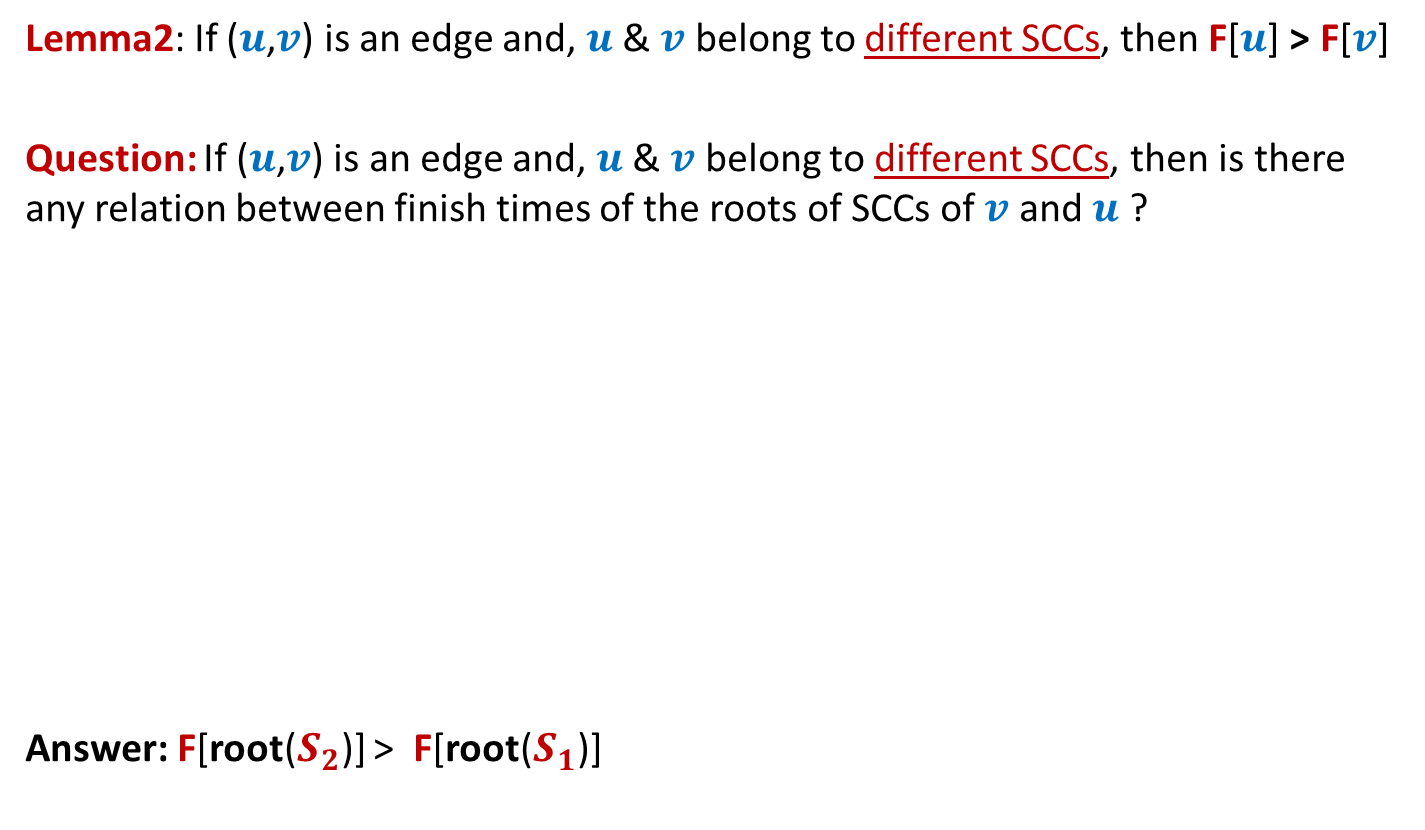 Lemma2: If (u,v) is an edge and, u & v belong to different SCCs, then F[u] > F[v]
Question: If (u,v) is an edge and, u & v belong to different SCCs, then is there
any relation between finish times of the roots of SCCs of v and u ?
Answer: F[root(S₂)] > F[root(S₁)]